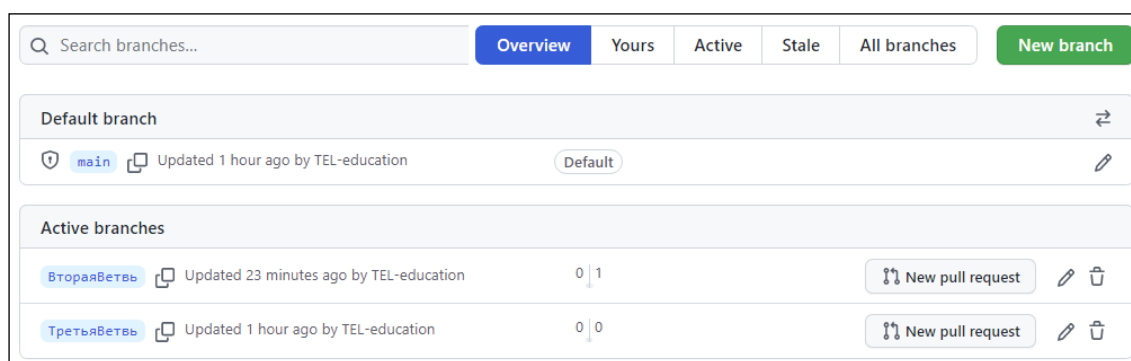 Search branches... Overview Yours Active Stale All branches New branch
Default branch
main Updated 1 hour ago by TEL-education Default
Active branches
ВтораяВетвь Updated 23 minutes ago by TEL-education 0 1 New pull request
ТретьяВетвь Updated 1 hour ago by TEL-education 0 0 New pull request